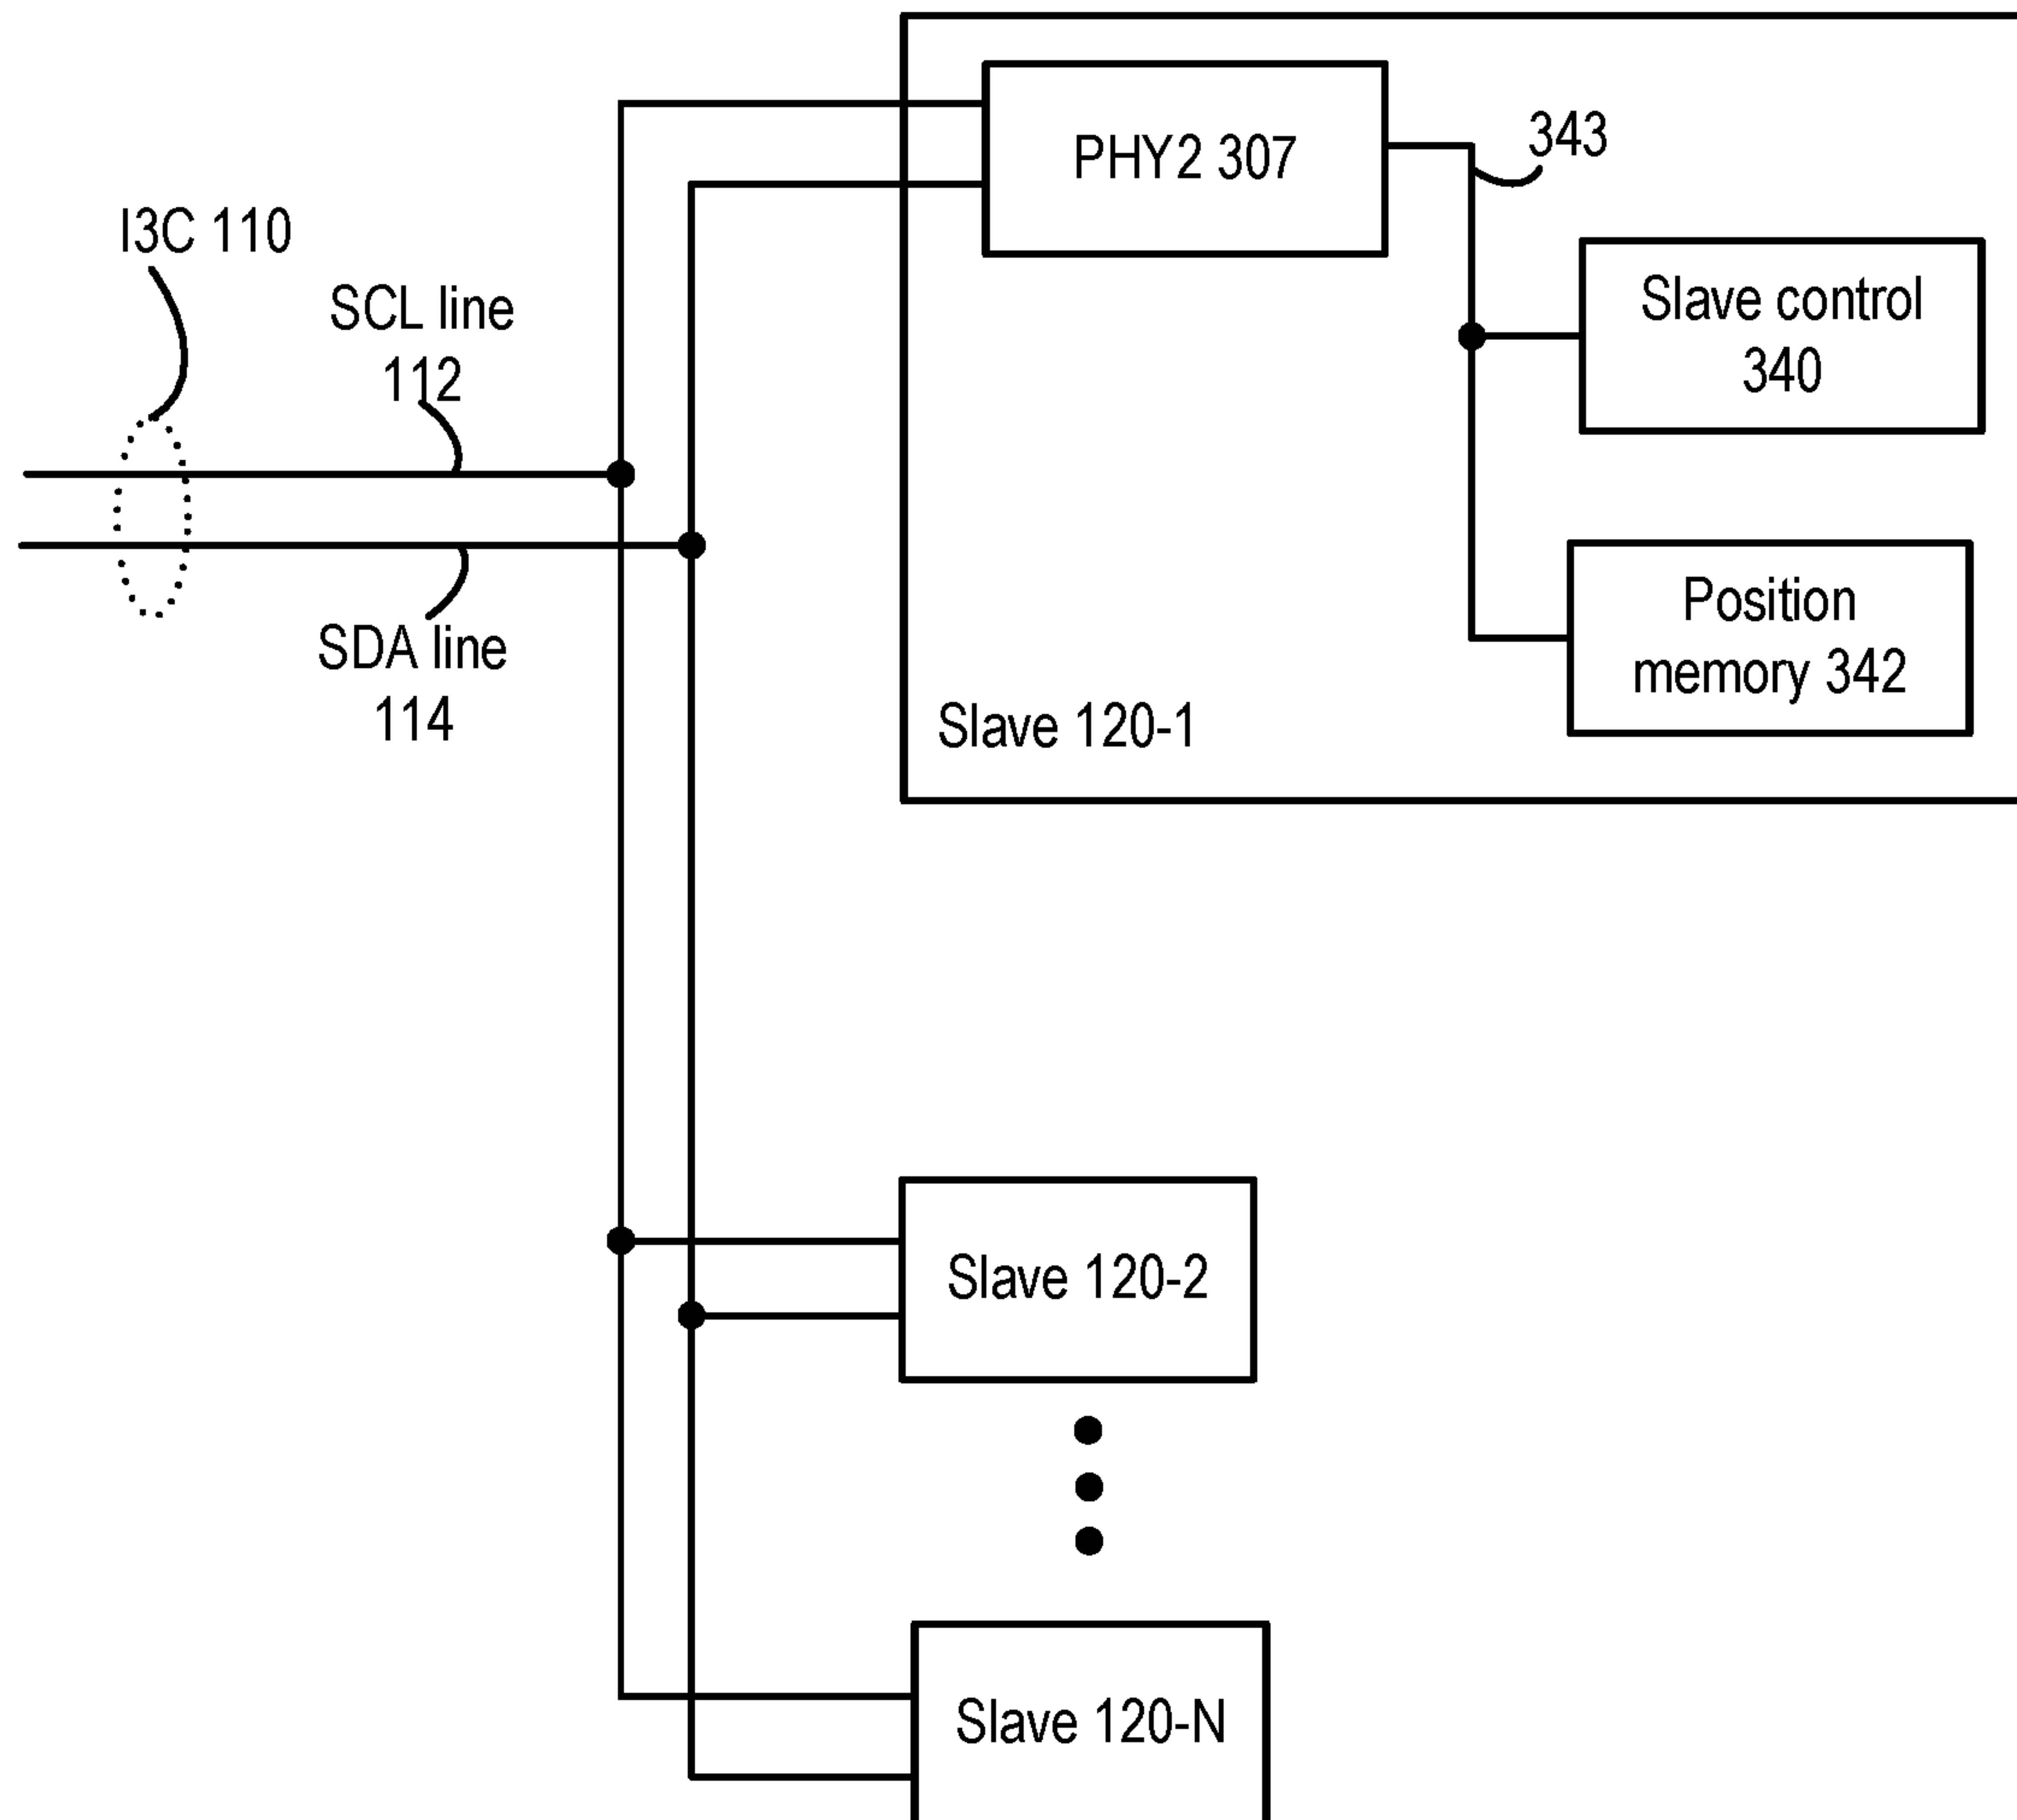 PHY2 307
343
I3C 110
SCL line
112
Slave control
340
SDA line
114
Position
memory 342
Slave 120-1
Slave 120-2
Slave 120-N